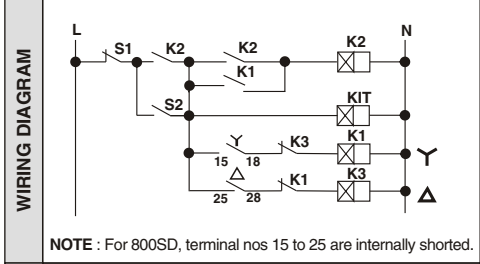 WIRING DIAGRAM
L N
S1 K2 K2 K2
K1
S2 KIT
15 18 K3 K1
25 28 K1 K3
NOTE : For 800SD, terminal nos 15 to 25 are internally shorted.